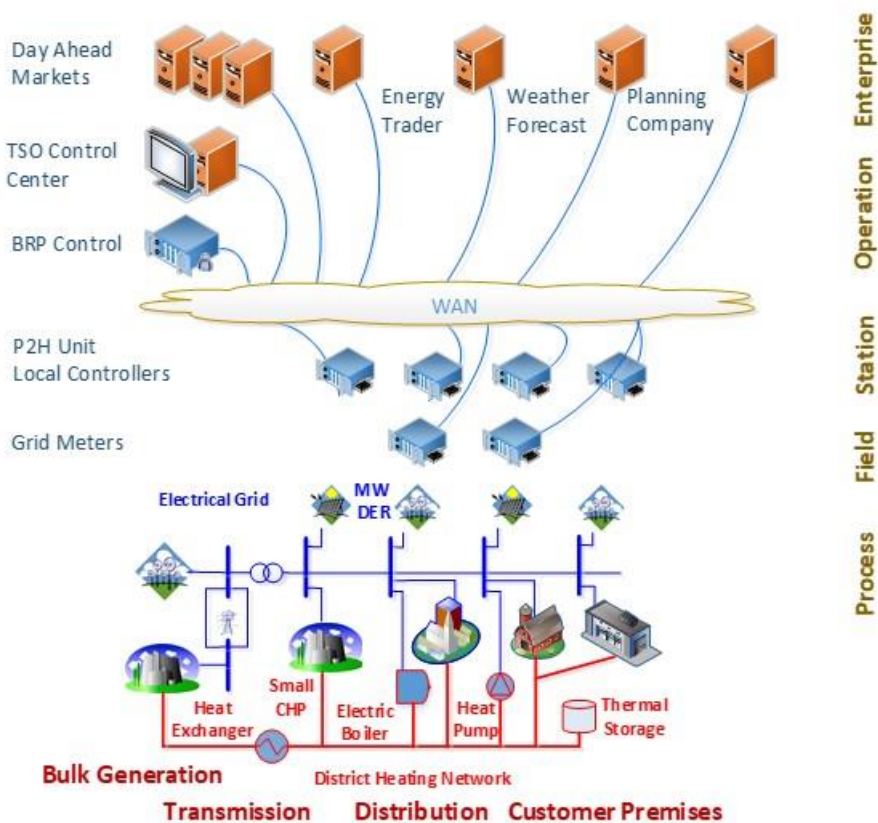 Day Ahead
Markets
Energy
Trader
Weather
Forecast
Planning
Company
Enterprise
TSO Control
Center
Operation
BRP Control
WAN
P2H Unit
Local Controllers
Station
Grid Meters
Field
Electrical Grid
MW
DER
Process
Heat
Exchanger
Small
CHP
Electric
Boiler
Heat
Pump
Thermal
Storage
Bulk Generation
District Heating Network
Transmission
Distribution
Customer Premises